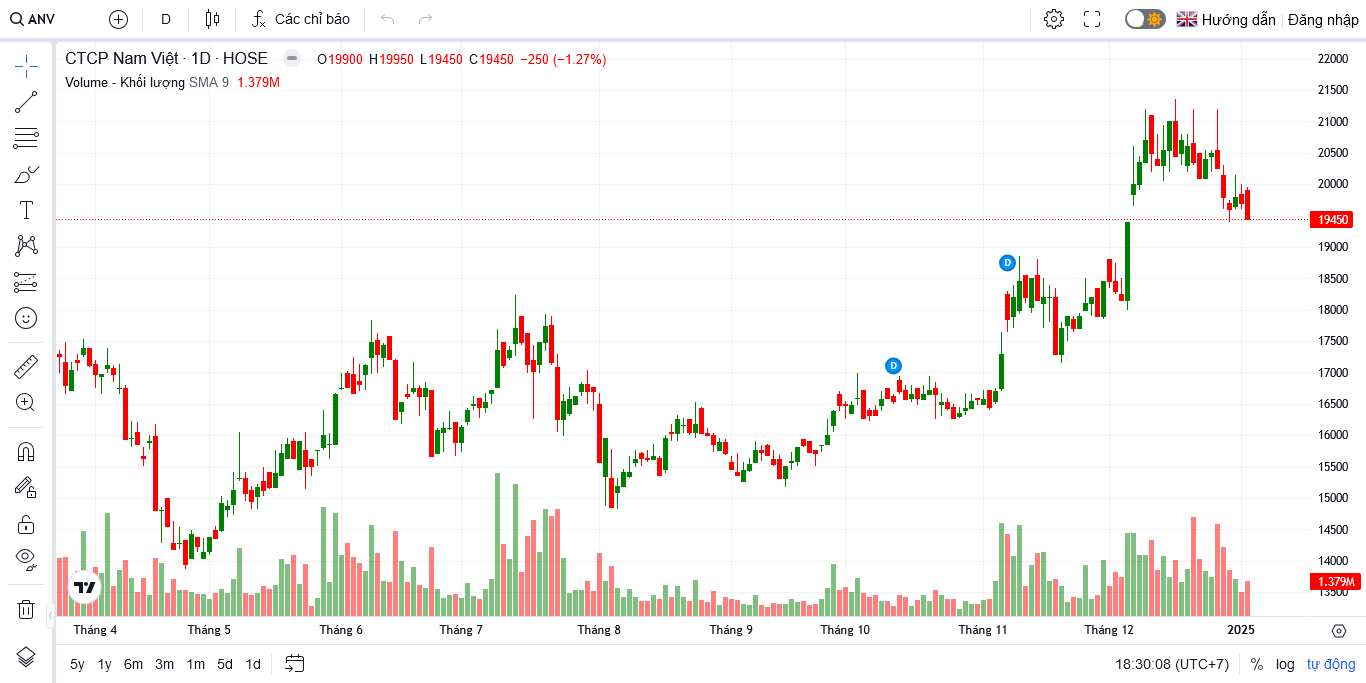 ANV D Các chỉ báo Hướng dẫn Đăng nhập
CTCP Nam Việt · 1D · HOSE O19900 H19950 L19450 C19450 −250 (−1.27%)
Volume - Khối lượng SMA 9 1.379M
22000
21500
21000
20500
20000
19450
19000
18500
18000
17500
17000
16500
16000
15500
15000
14500
14000
1.379M
13500
D
D
Tháng 4 Tháng 5 Tháng 6 Tháng 7 Tháng 8 Tháng 9 Tháng 10 Tháng 11 Tháng 12 2025
5y 1y 6m 3m 1m 5d 1d 18:30:08 (UTC+7) % log tự động